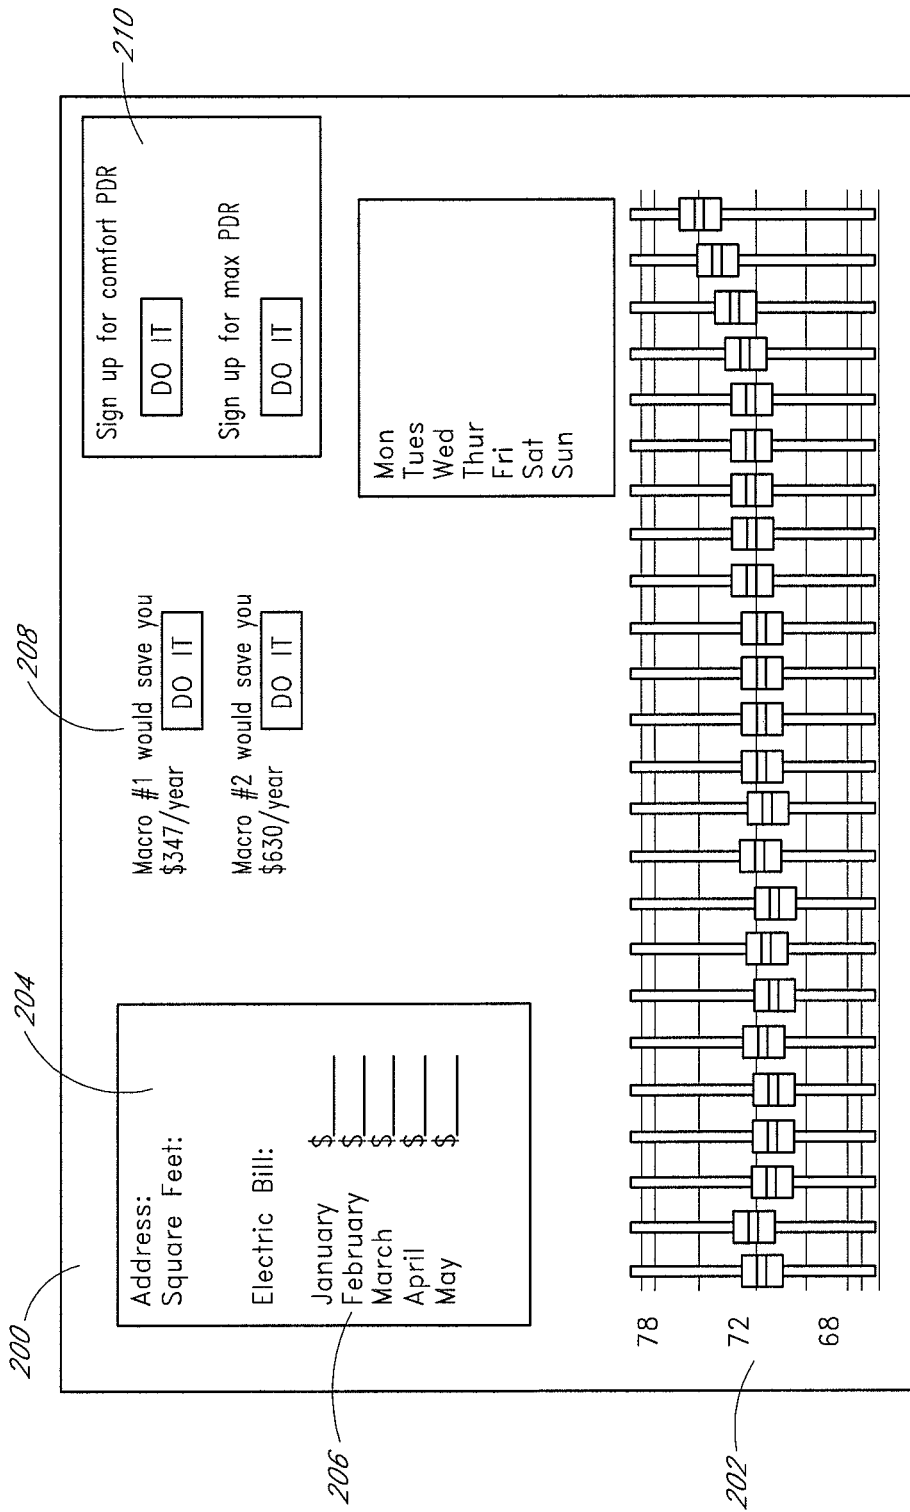 200
204
208
210
Address:
Square Feet:
Electric Bill:
January $
February $
March $
April $
May $
206
Macro #1 would save you
$347/year DO IT
Macro #2 would save you
$630/year DO IT
Sign up for comfort PDR
DO IT
Sign up for max PDR
DO IT
Mon
Tues
Wed
Thur
Fri
Sat
Sun
78
72
68
202